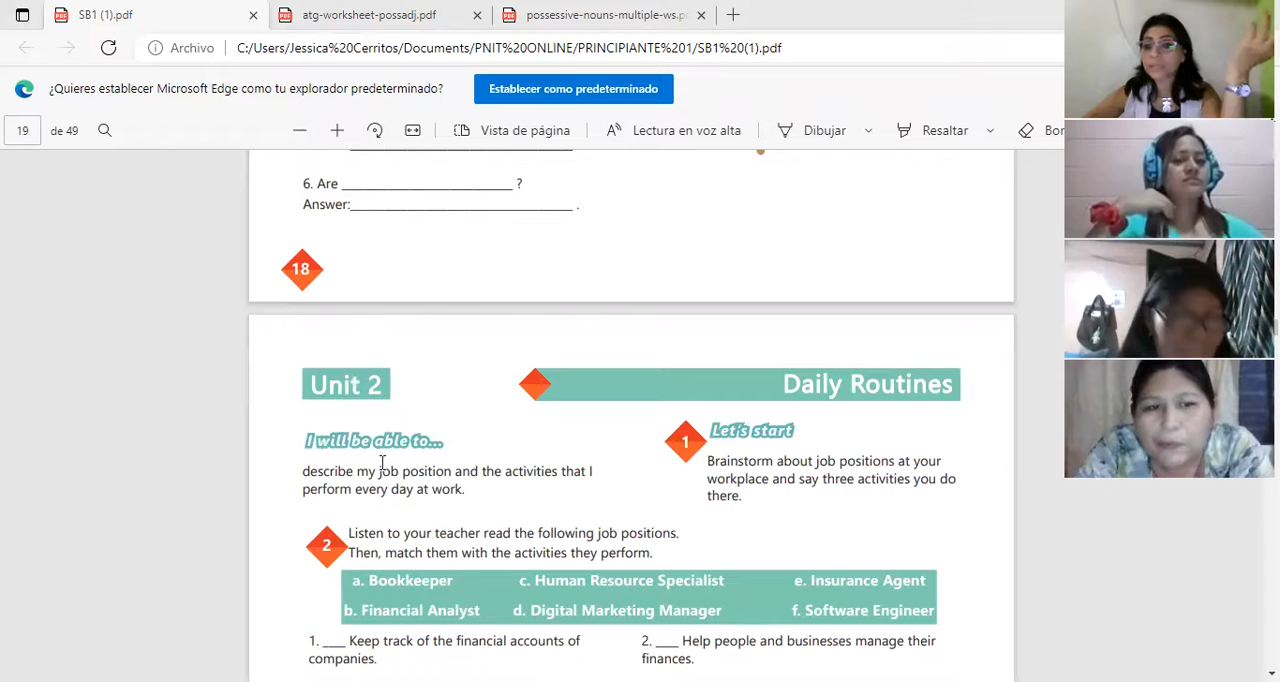 SB1 (1).pdf
atg-worksheet-possadj.pdf
possessive-nouns-multiple-ws.p
Archivo
C:/Users/Jessica%20Cerritos/Documents/PNIT%20ONLINE/PRINCIPIANTE%201/SB1%20(1).pdf
¿Quieres establecer Microsoft Edge como tu explorador predeterminado?
Establecer como predeterminado
19
de 49
Vista de página
Lectura en voz alta
Dibujar
Resaltar
Bor
6. Are ________________________ ?
Answer:________________________________ .
18
Unit 2
Daily Routines
I will be able to...
describe my job position and the activities that I
perform every day at work.
1
Let's start
Brainstorm about job positions at your
workplace and say three activities you do
there.
2
Listen to your teacher read the following job positions.
Then, match them with the activities they perform.
a. Bookkeeper
c. Human Resource Specialist
e. Insurance Agent
b. Financial Analyst
d. Digital Marketing Manager
f. Software Engineer
1. ___ Keep track of the financial accounts of
companies.
2. ___ Help people and businesses manage their
finances.